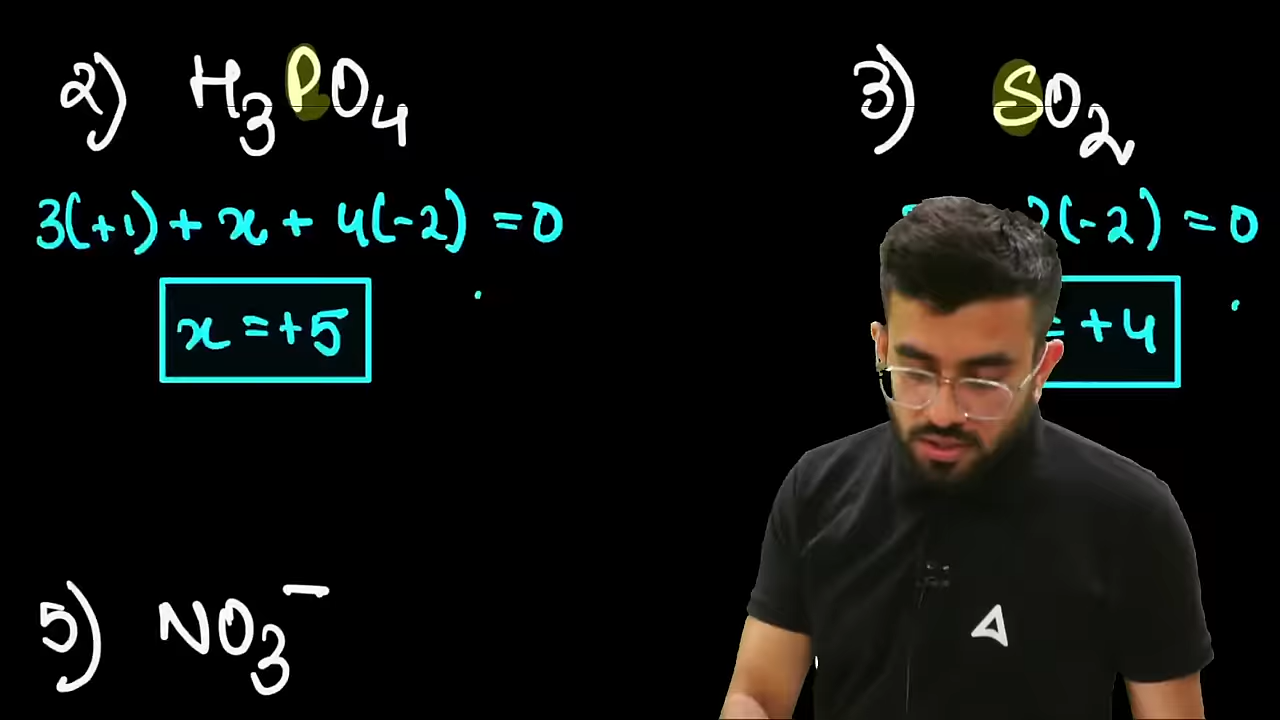 2) H₃PO₄
3(+1) + x + 4(-2) = 0
x = +5
3) SO₂
2(-2) = 0
= +4
5) NO₃⁻